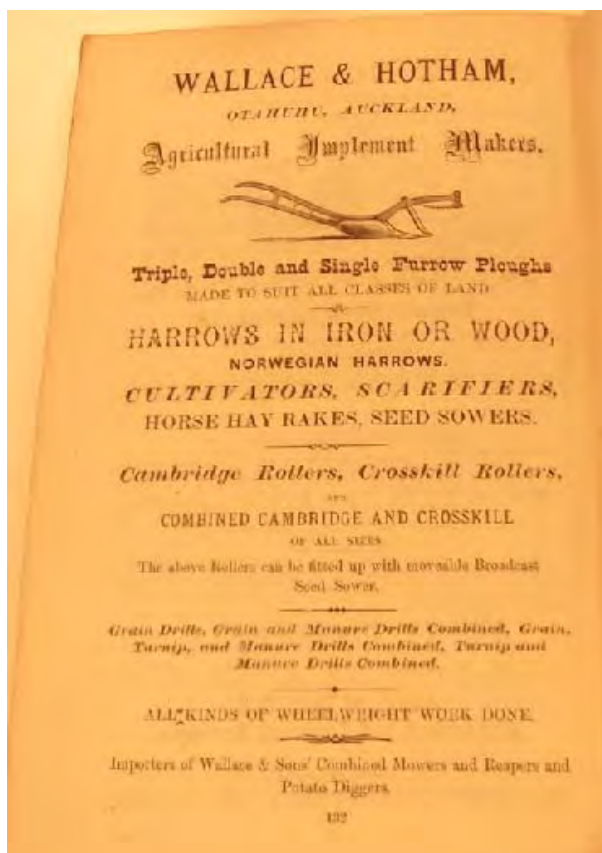 WALLACE & HOTHAM,
OTAHUHU, AUCKLAND,
Agricultural Implement Makers.
Triple, Double and Single Furrow Ploughs
MADE TO SUIT ALL CLASSES OF LAND
HARROWS IN IRON OR WOOD,
NORWEGIAN HARROWS.
CULTIVATORS, SCARIFIERS,
HORSE HAY RAKES, SEED SOWERS.
Cambridge Rollers, Crosskill Rollers,
AND
COMBINED CAMBRIDGE AND CROSSKILL
OF ALL SIZES
The above Rollers can be fitted up with moveable Broadcast
Seed Sower.
Grain Drills, Grain and Manure Drills Combined, Grain,
Turnip, and Manure Drills Combined, Turnip and
Manure Drills Combined.
ALL KINDS OF WHEELWRIGHT WORK DONE.
Importers of Wallace & Sons' Combined Mowers and Reapers and
Potato Diggers.
132